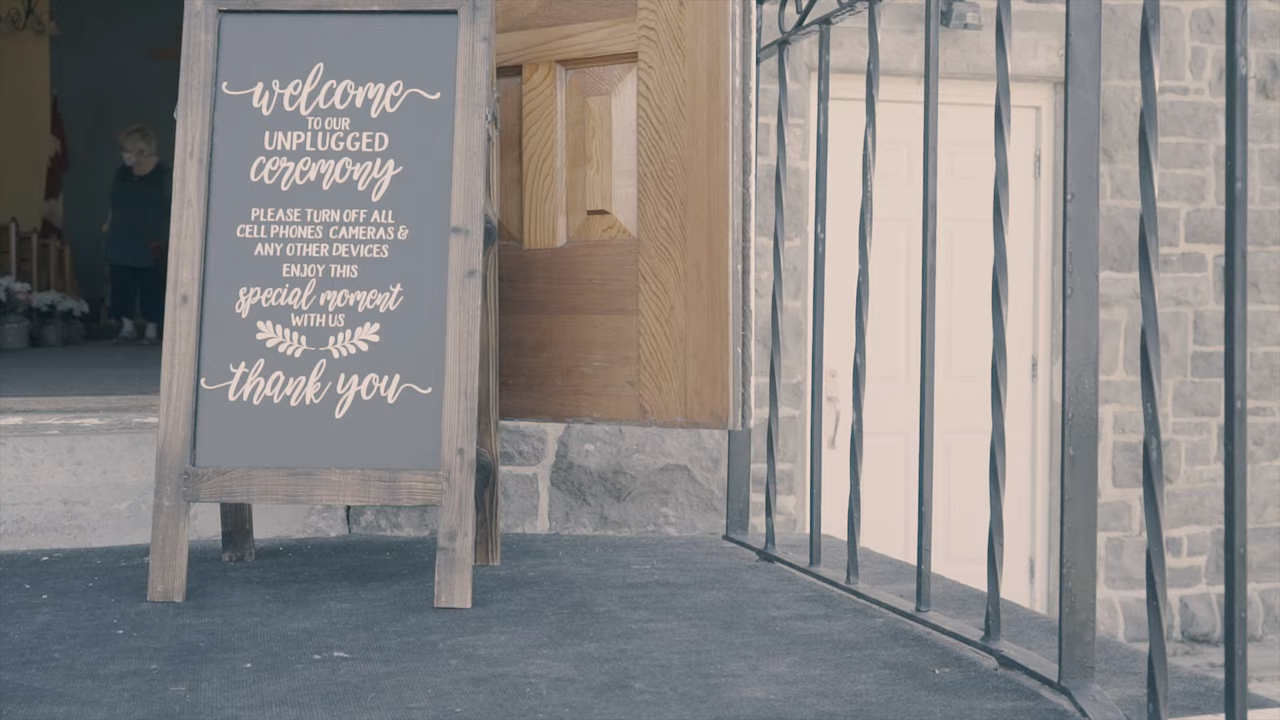 welcome
TO OUR
UNPLUGGED
ceremony
PLEASE TURN OFF ALL
CELL PHONES CAMERAS &
ANY OTHER DEVICES
ENJOY THIS
special moment
WITH US
thank you